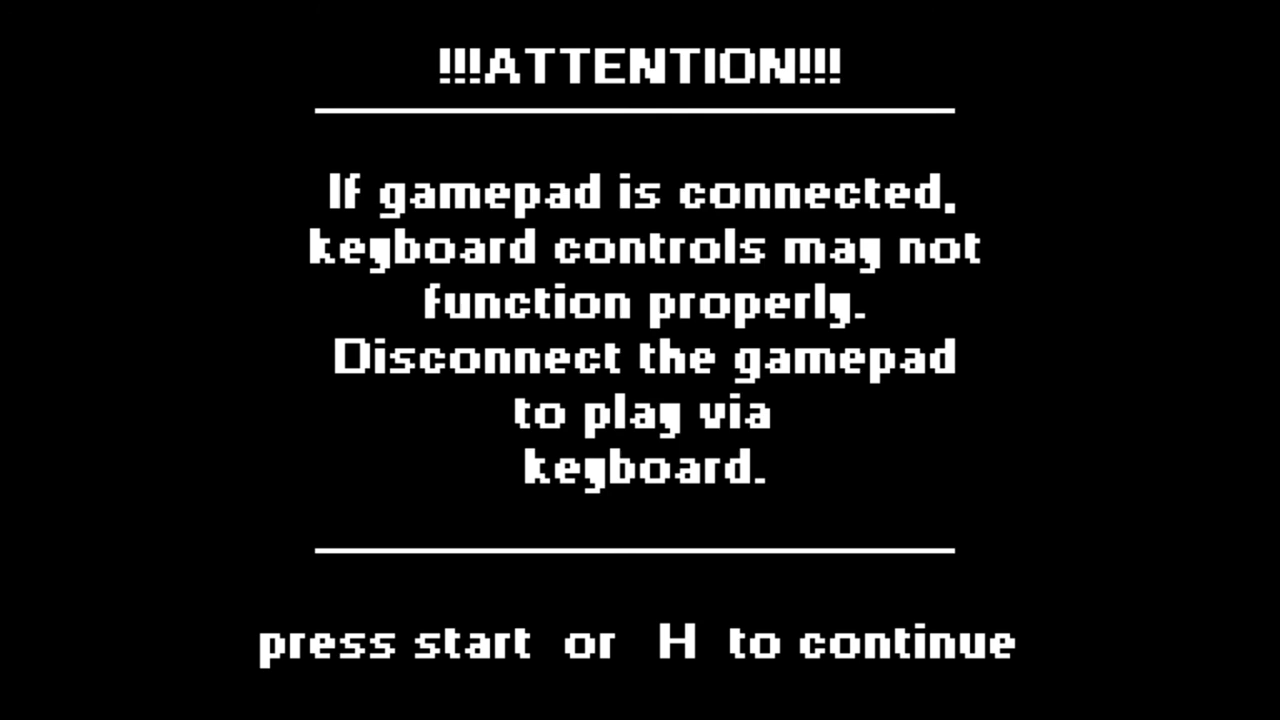 !!!ATTENTION!!!
If gamepad is connected,
keyboard controls may not
function properly.
Disconnect the gamepad
to play via
keyboard.
press start or H to continue